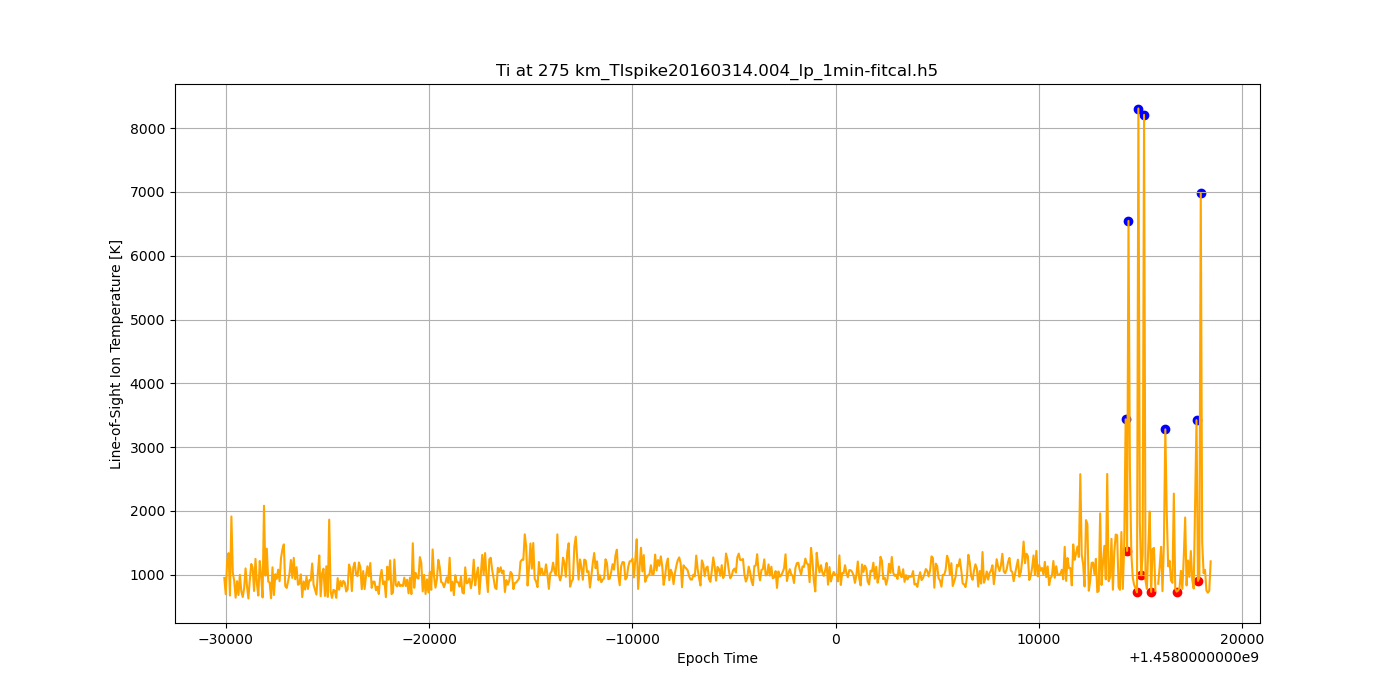 Ti at 275 km_TIspike20160314.004_lp_1min-fitcal.h5
Line-of-Sight Ion Temperature [K]
8000
7000
6000
5000
4000
3000
2000
1000
−30000 −20000 −10000 0 10000 20000
Epoch Time
+1.4580000000e9